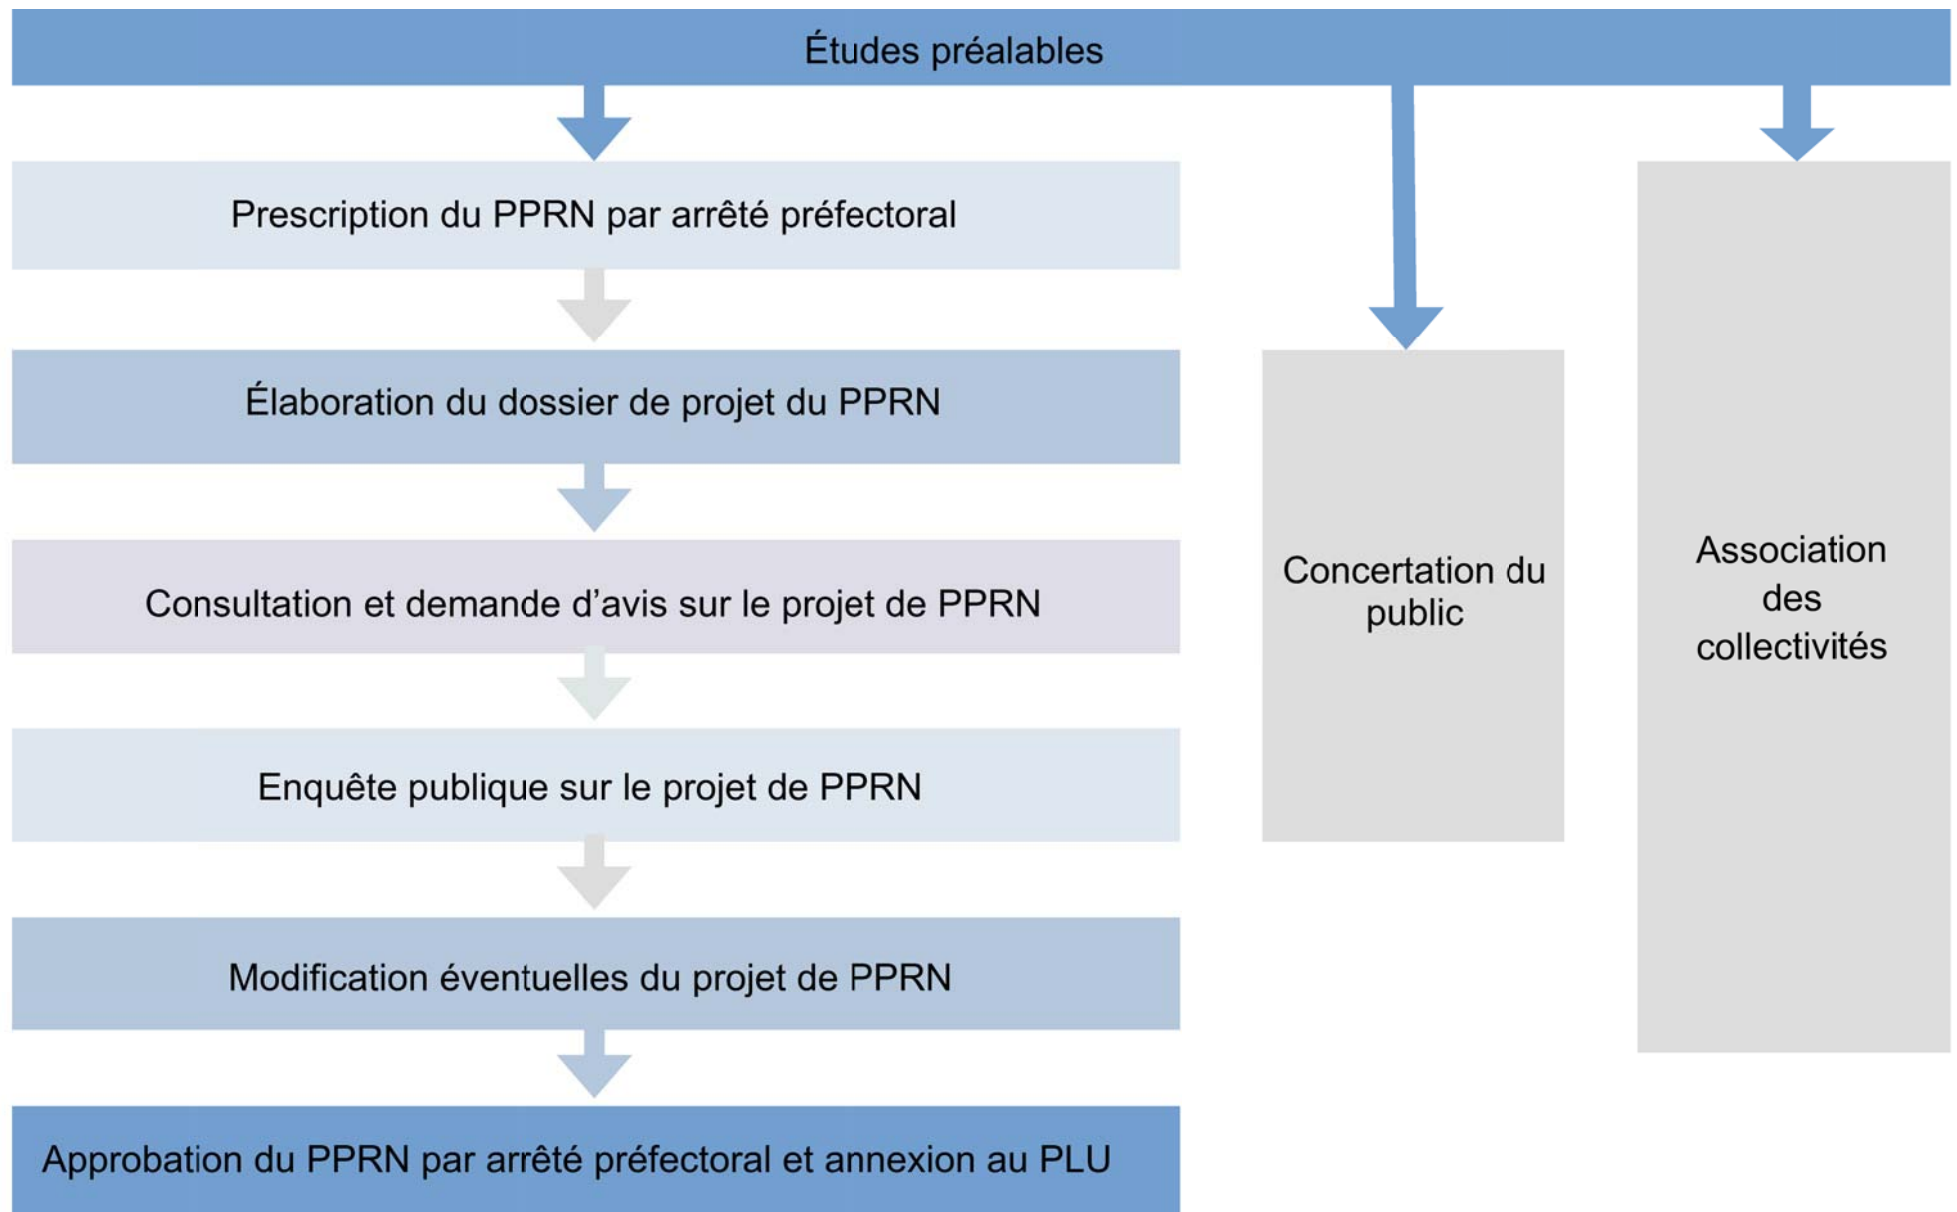 Études préalables
Prescription du PPRN par arrêté préfectoral
Élaboration du dossier de projet du PPRN
Consultation et demande d’avis sur le projet de PPRN
Enquête publique sur le projet de PPRN
Modification éventuelles du projet de PPRN
Approbation du PPRN par arrêté préfectoral et annexion au PLU
Concertation du
public
Association
des
collectivités